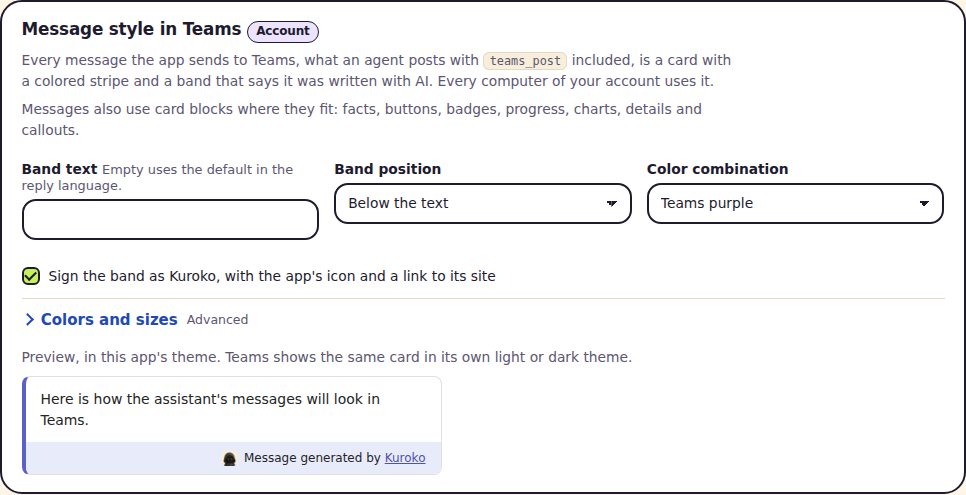 Message style in Teams Account
Every message the app sends to Teams, what an agent posts with teams_post included, is a card with
a colored stripe and a band that says it was written with AI. Every computer of your account uses it.
Messages also use card blocks where they fit: facts, buttons, badges, progress, charts, details and
callouts.
Band text Empty uses the default in the
reply language.
Band position
Below the text
Color combination
Teams purple
Sign the band as Kuroko, with the app's icon and a link to its site
Colors and sizes Advanced
Preview, in this app's theme. Teams shows the same card in its own light or dark theme.
Here is how the assistant's messages will look in
Teams.
Message generated by Kuroko